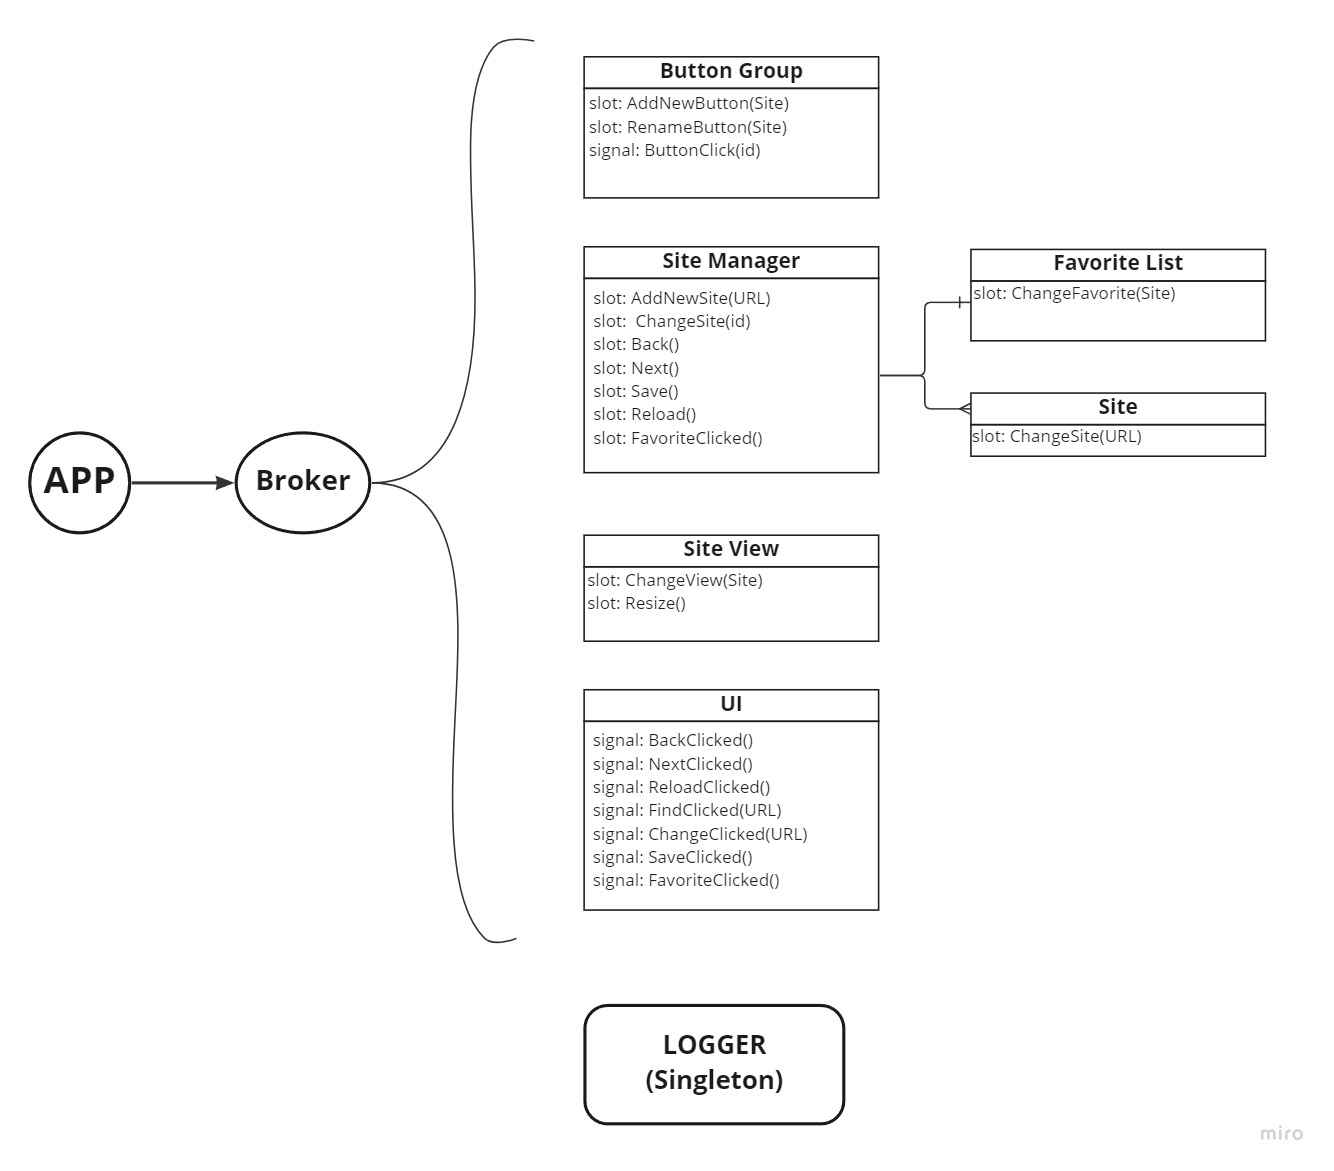 APP
Broker
Button Group
slot: AddNewButton(Site)
slot: RenameButton(Site)
signal: ButtonClick(id)
Site Manager
slot: AddNewSite(URL)
slot:  ChangeSite(id)
slot: Back()
slot: Next()
slot: Save()
slot: Reload()
slot: FavoriteClicked()
Favorite List
slot: ChangeFavorite(Site)
Site
slot: ChangeSite(URL)
Site View
slot: ChangeView(Site)
slot: Resize()
UI
signal: BackClicked()
signal: NextClicked()
signal: ReloadClicked()
signal: FindClicked(URL)
signal: ChangeClicked(URL)
signal: SaveClicked()
signal: FavoriteClicked()
LOGGER
(Singleton)
miro